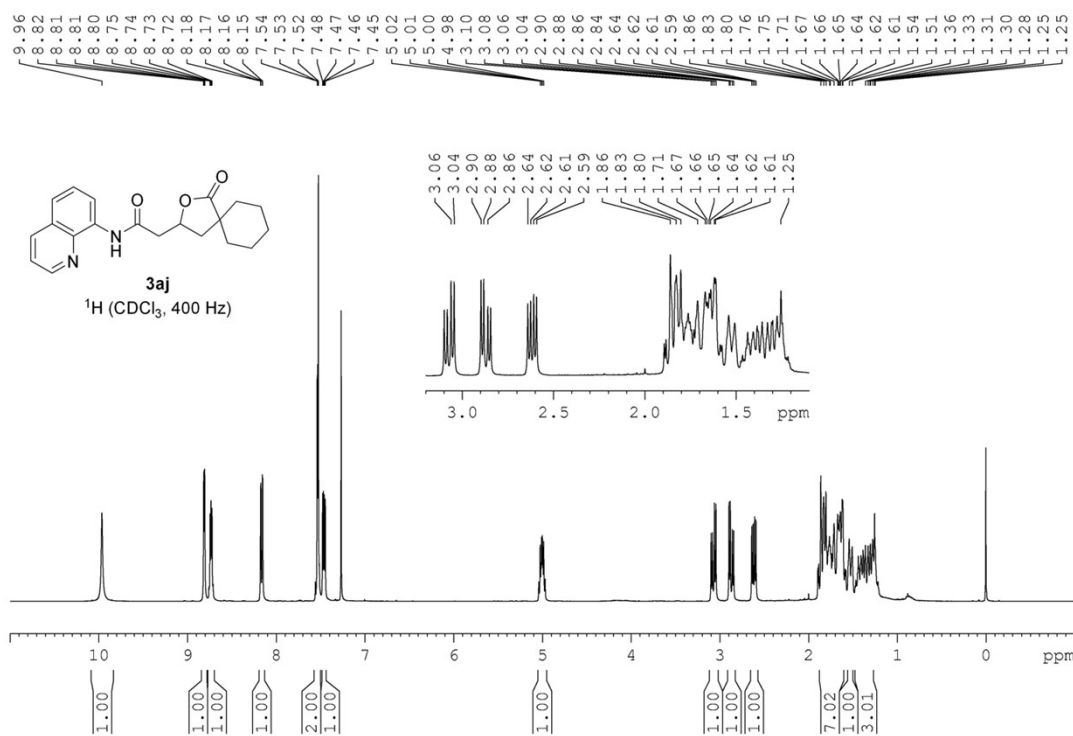 9.96 8.82 8.81 8.81 8.80 8.75 8.74 8.73 8.72 8.18 8.17 8.16 8.15 7.54 7.53 7.52 7.48 7.47 7.46 7.45 5.02 5.01 5.00 4.98 3.10 3.08 3.06 3.04 2.90 2.88 2.86 2.84 2.64 2.62 2.61 2.59 1.86 1.83 1.80 1.76 1.75 1.71 1.67 1.66 1.65 1.64 1.62 1.61 1.54 1.51 1.36 1.33 1.31 1.30 1.28 1.25 1.25
3.06 3.04 2.90 2.88 2.86 2.64 2.62 2.61 2.59 1.86 1.83 1.80 1.71 1.67 1.66 1.65 1.64 1.62 1.61 1.25
O
O
O
N
H
N
3aj
¹H (CDCl₃, 400 Hz)
3.0 2.5 2.0 1.5 ppm
10 9 8 7 6 5 4 3 2 1 0 ppm
1.00 1.00 1.00 1.00 2.00 1.00 1.00 1.00 1.00 1.00 7.02 1.00 3.01